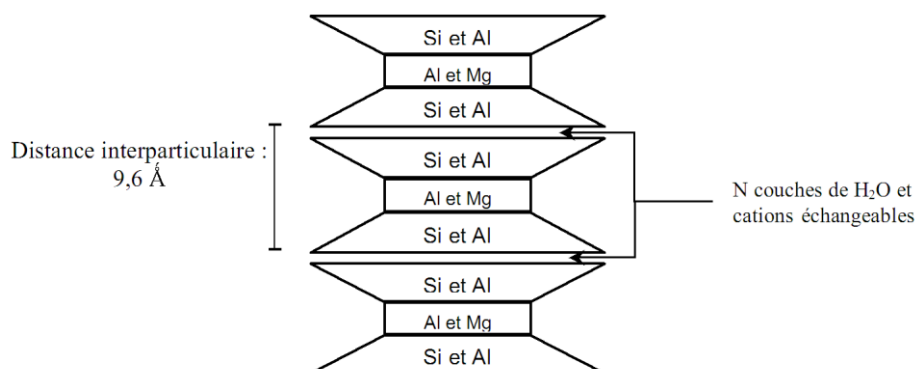 Si et Al
Al et Mg
Si et Al
Distance interparticulaire :
9,6 Å
Si et Al
Al et Mg
Si et Al
N couches de H₂O et
cations échangeables
Si et Al
Al et Mg
Si et Al